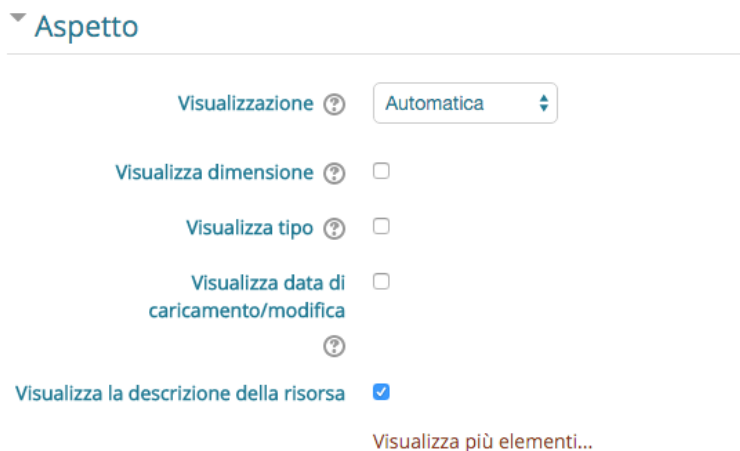 Aspetto
Visualizzazione
Automatica
Visualizza dimensione
Visualizza tipo
Visualizza data di
caricamento/modifica
Visualizza la descrizione della risorsa
Visualizza più elementi...